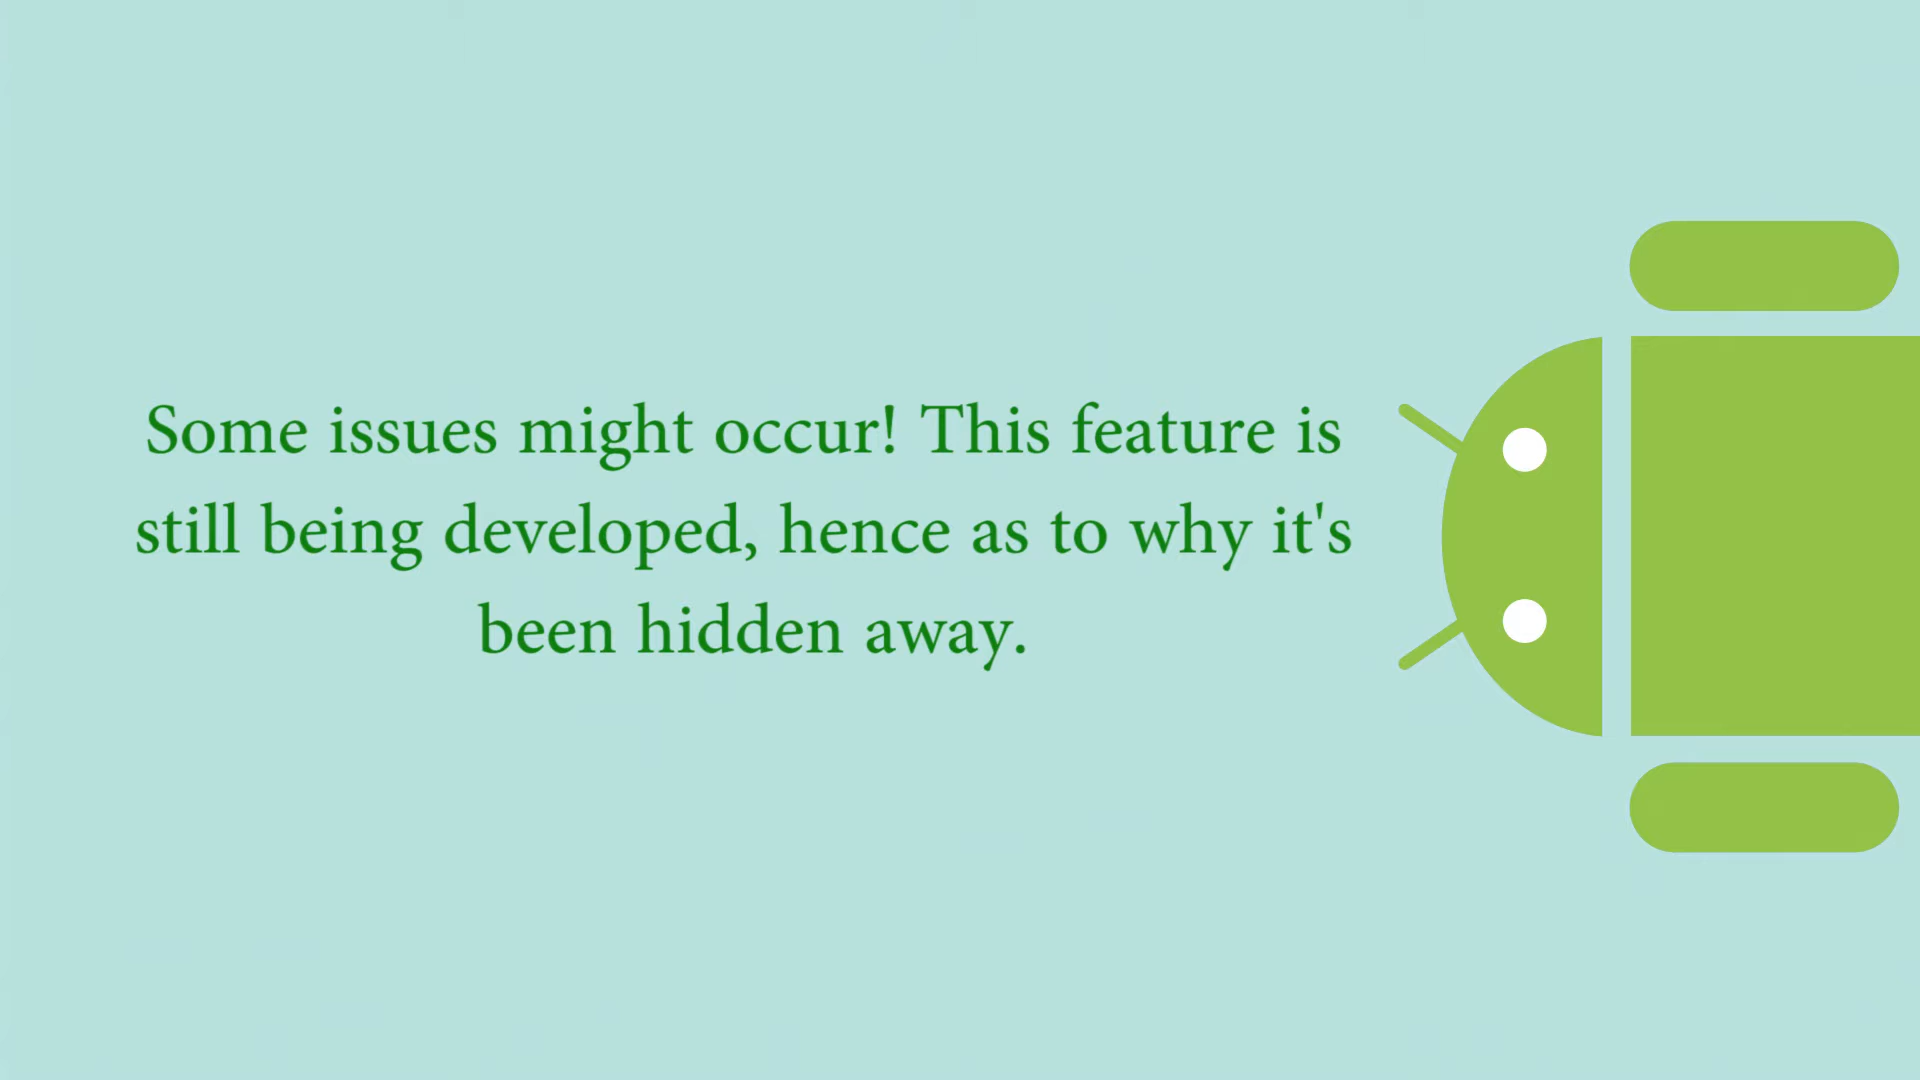 Some issues might occur! This feature is
still being developed, hence as to why it's
been hidden away.